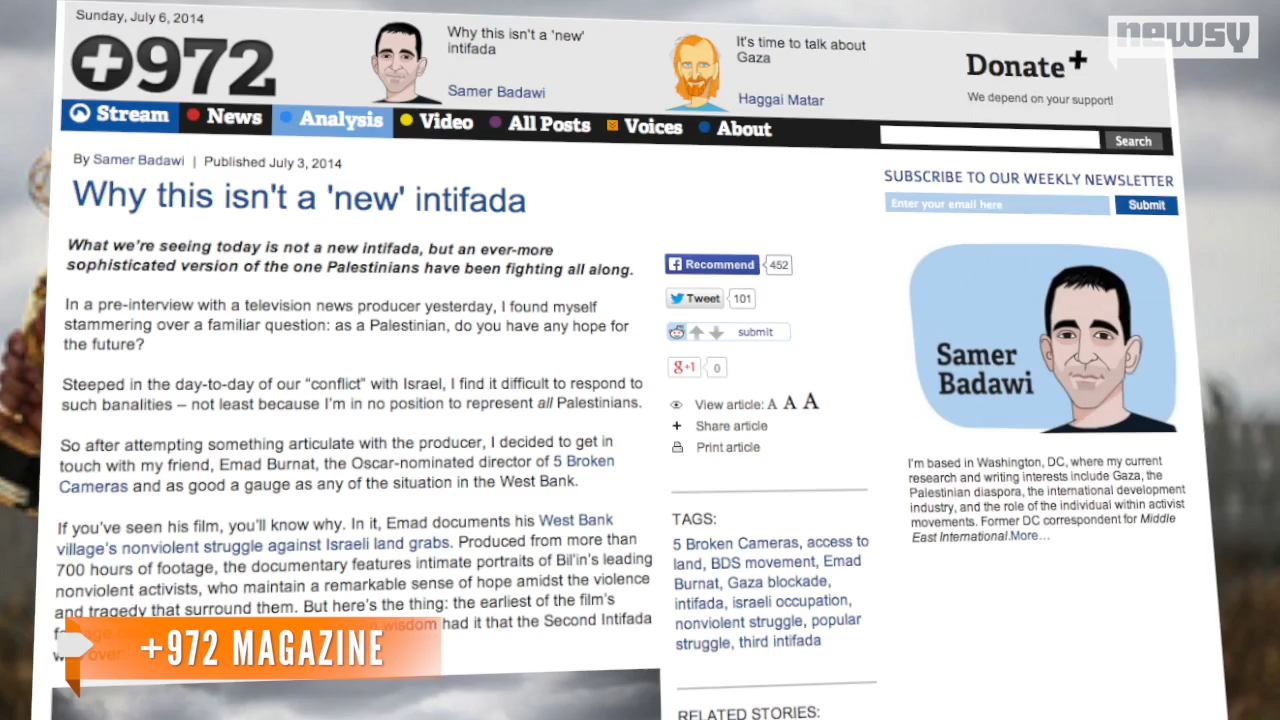 Sunday, July 6, 2014
newsy
+972
Why this isn't a 'new'
intifada
Samer Badawi
It's time to talk about
Gaza
Haggai Matar
Donate+
We depend on your support!
Stream News Analysis Video All Posts Voices About
Search
By Samer Badawi | Published July 3, 2014
Why this isn't a 'new' intifada
SUBSCRIBE TO OUR WEEKLY NEWSLETTER
Enter your email here Submit
What we're seeing today is not a new intifada, but an ever-more
sophisticated version of the one Palestinians have been fighting all along.
In a pre-interview with a television news producer yesterday, I found myself
stammering over a familiar question: as a Palestinian, do you have any hope for
the future?
Steeped in the day-to-day of our "conflict" with Israel, I find it difficult to respond to
such banalities – not least because I'm in no position to represent all Palestinians.
So after attempting something articulate with the producer, I decided to get in
touch with my friend, Emad Burnat, the Oscar-nominated director of 5 Broken
Cameras and as good a gauge as any of the situation in the West Bank.
If you've seen his film, you'll know why. In it, Emad documents his West Bank
village's nonviolent struggle against Israeli land grabs. Produced from more than
700 hours of footage, the documentary features intimate portraits of Bil'in's leading
nonviolent activists, who maintain a remarkable sense of hope amidst the violence
and tragedy that surround them. But here's the thing: the earliest of the film's
wisdom had it that the Second Intifada
over.
Recommend 452
Tweet 101
submit
g+1 0
View article: A A A
Share article
Print article
TAGS:
5 Broken Cameras, access to
land, BDS movement, Emad
Burnat, Gaza blockade,
intifada, israeli occupation,
nonviolent struggle, popular
struggle, third intifada
RELATED STORIES:
Samer
Badawi
I'm based in Washington, DC, where my current
research and writing interests include Gaza, the
Palestinian diaspora, the international development
industry, and the role of the individual within activist
movements. Former DC correspondent for Middle
East International.More...
+972 MAGAZINE